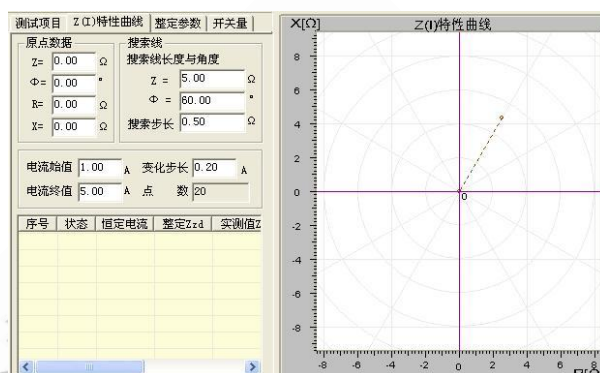 测试项目 Z(I)特性曲线 整定参数 开关量
原点数据
Z= 0.00 Ω
Φ= 0.00 °
R= 0.00 Ω
X= 0.00 Ω
搜索线
搜索线长度与角度
Z = 5.00 Ω
Φ = 60.00 °
搜索步长 0.50 Ω
电流始值 1.00 A 变化步长 0.20 A
电流终值 5.00 A 点 数 20
序号 状态 恒定电流 整定Zzd 实测值Z
X[Ω] Z(I)特性曲线
8
6
4
2
0
-2
-4
-6
-8
0
-8 -6 -4 -2 0 2 4 6 8